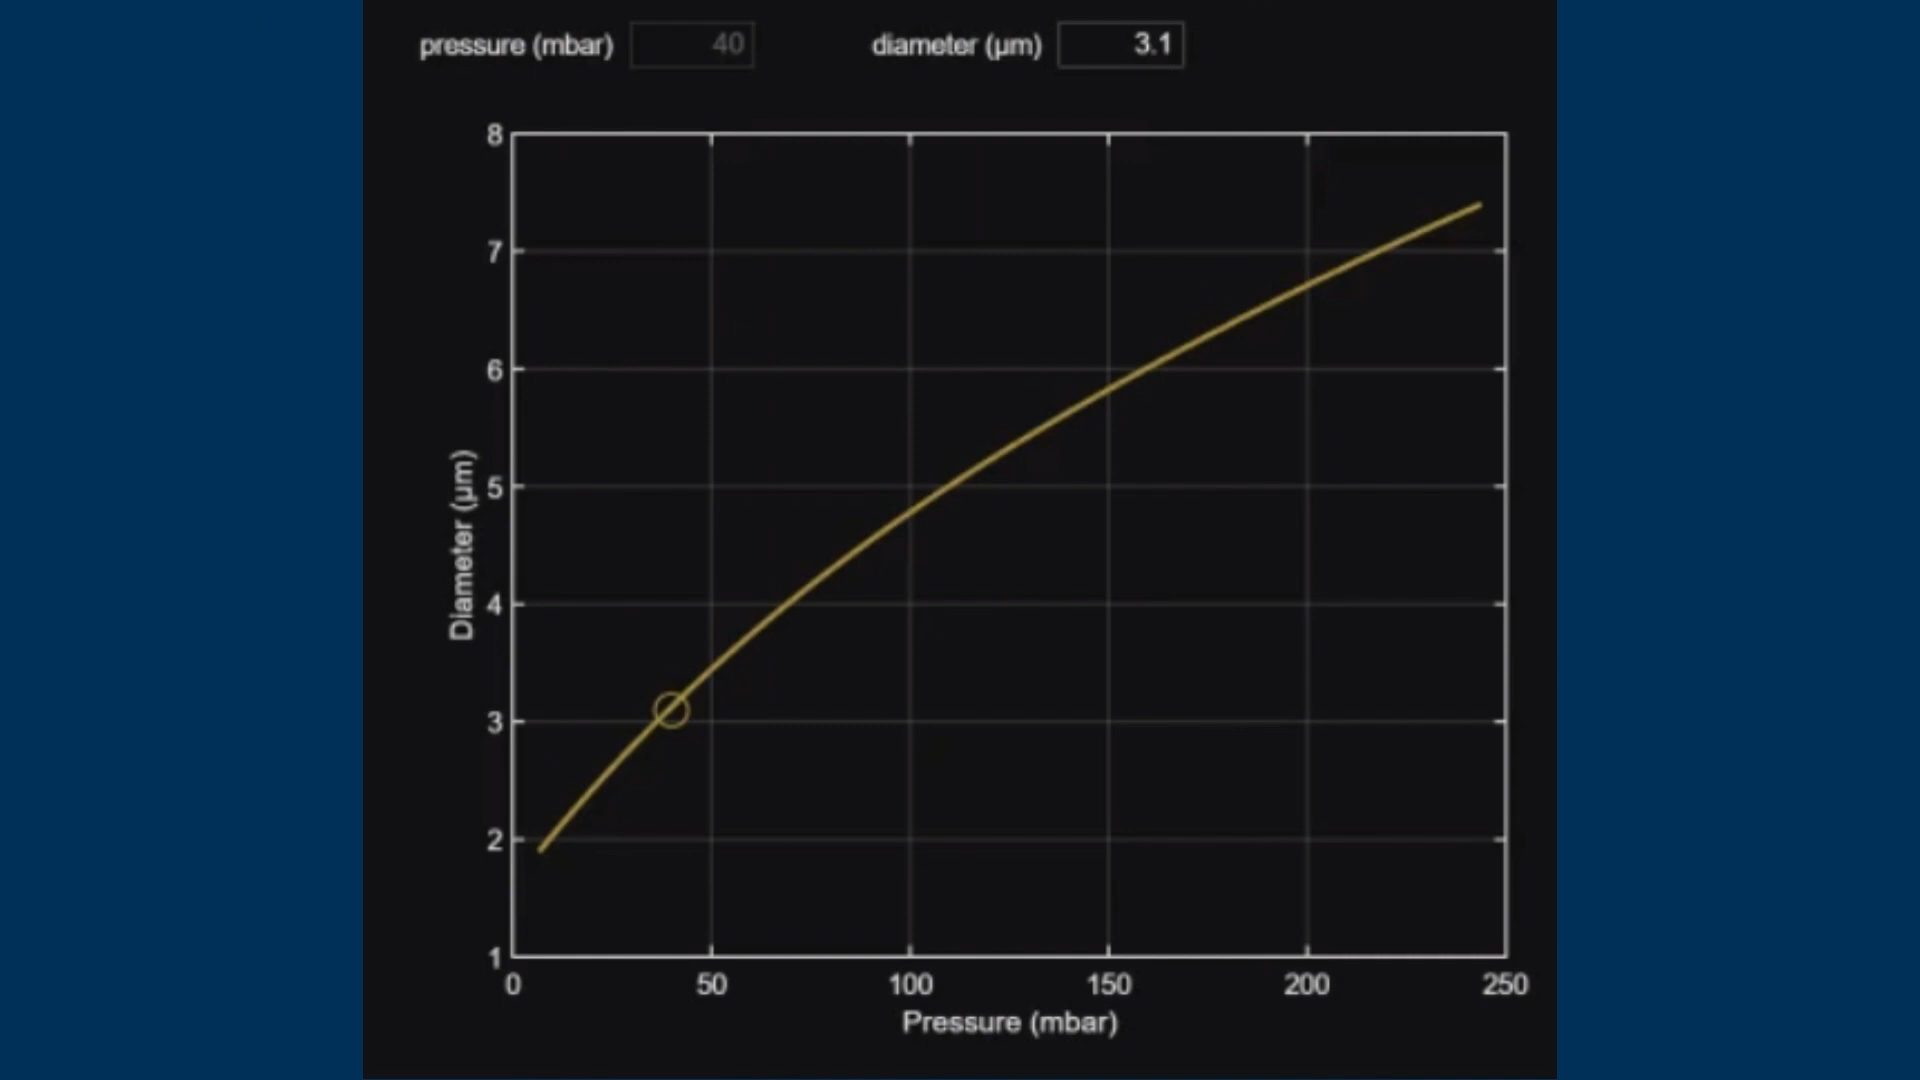 pressure (mbar) 40 diameter (µm) 3.1
8
7
6
5
4
3
2
1
Diameter (µm)
0 50 100 150 200 250
Pressure (mbar)